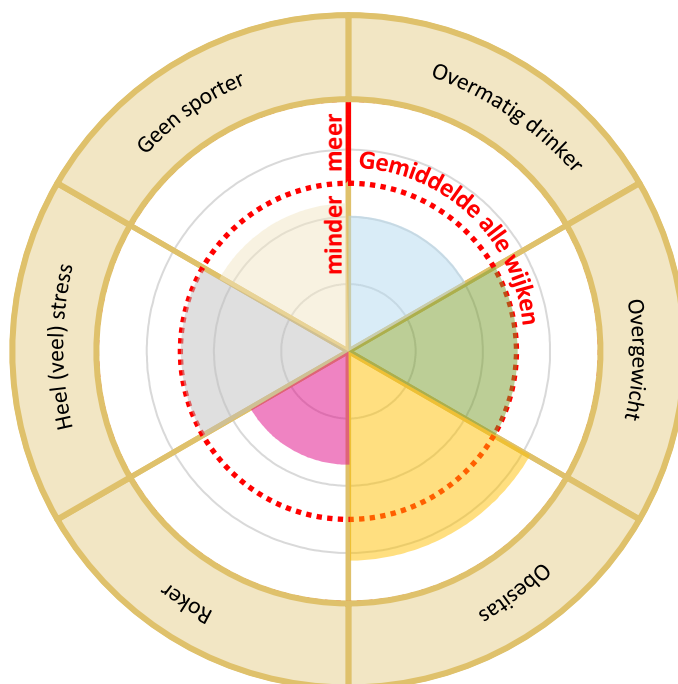 Geen sporter
Overmatig drinker
meer
Gemiddelde alle wijken
minder
Heel (veel) stress
Overgewicht
Roker
Obesitas